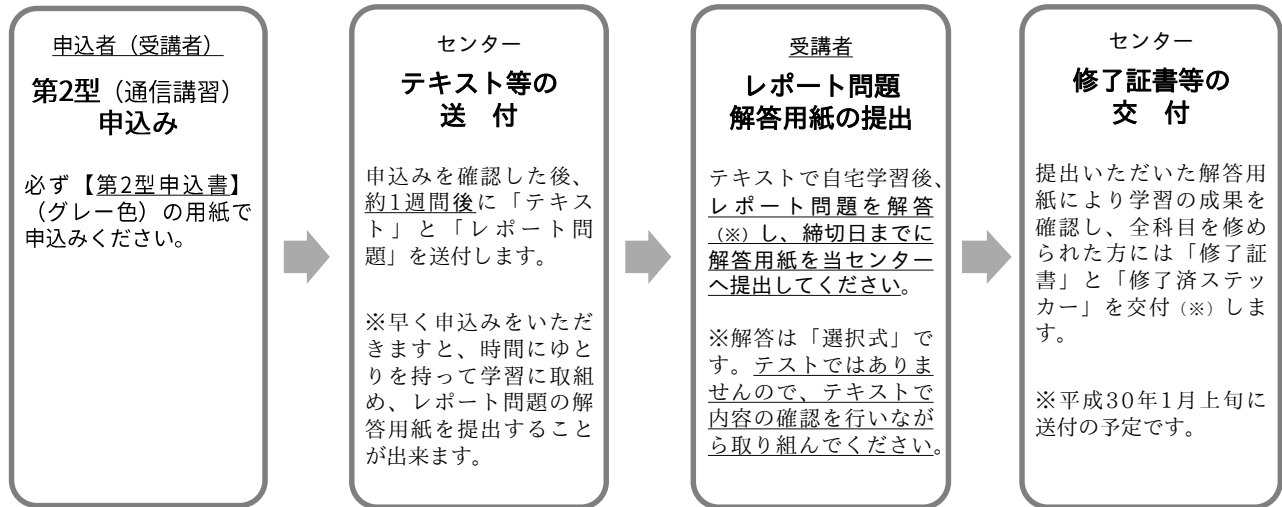 申込者（受講者）
第2型（通信講習）
申込み
必ず【第2型申込書】
（グレー色）の用紙で
申込みください。
センター
テキスト等の
送　付
申込みを確認した後、
約1週間後に「テキス
ト」と「レポート問
題」を送付します。
※早く申込みをいただ
きますと、時間にゆと
りを持って学習に取組
め、レポート問題の解
答用紙を提出すること
が出来ます。
受講者
レポート問題
解答用紙の提出
テキストで自宅学習後、
レポート問題を解答
（※）し、締切日までに
解答用紙を当センター
へ提出してください。
※解答は「選択式」で
す。テストではありま
せんので、テキストで
内容の確認を行いなが
ら取り組んでください。
センター
修了証書等の
交　付
提出いただいた解答用
紙により学習の成果を
確認し、全科目を修め
られた方には「修了証
書」と「修了済ステッ
カー」を交付（※）しま
す。
※平成30年1月上旬に
送付の予定です。